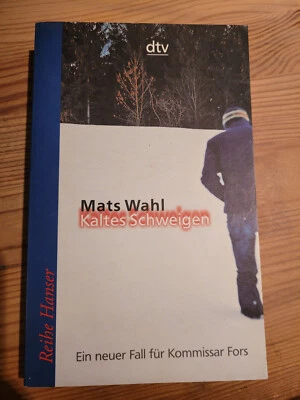 dtv
Mats Wahl
Kaltes Schweigen
Reihe Hanser
Ein neuer Fall für Kommissar Fors